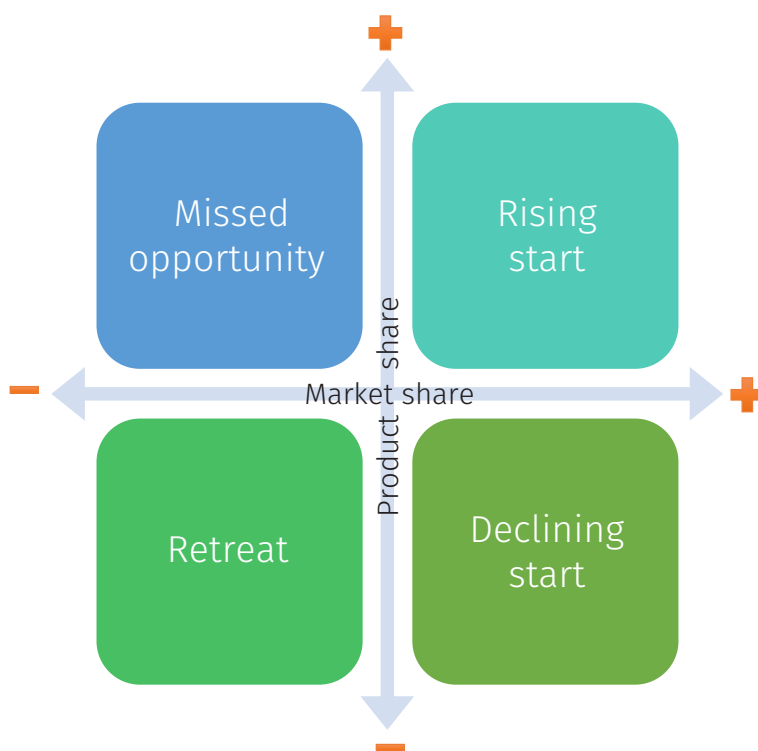 Missed
opportunity
Rising
start
Product share
Market share
Retreat
Declining
start